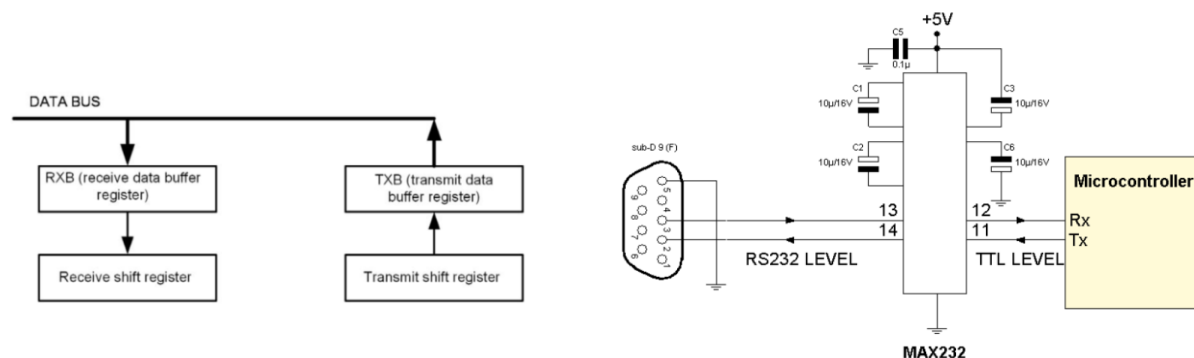 DATA BUS
RXB (receive data buffer
register)
TXB (transmit data
buffer register)
Receive shift register
Transmit shift register
+5V
C5
0.1µ
C1
10µ/16V
C3
10µ/16V
C2
10µ/16V
C6
10µ/16V
sub-D 9 (F)
5
9
4
8
3
7
2
6
1
13
14
12
11
RS232 LEVEL
TTL LEVEL
Microcontroller
Rx
Tx
MAX232